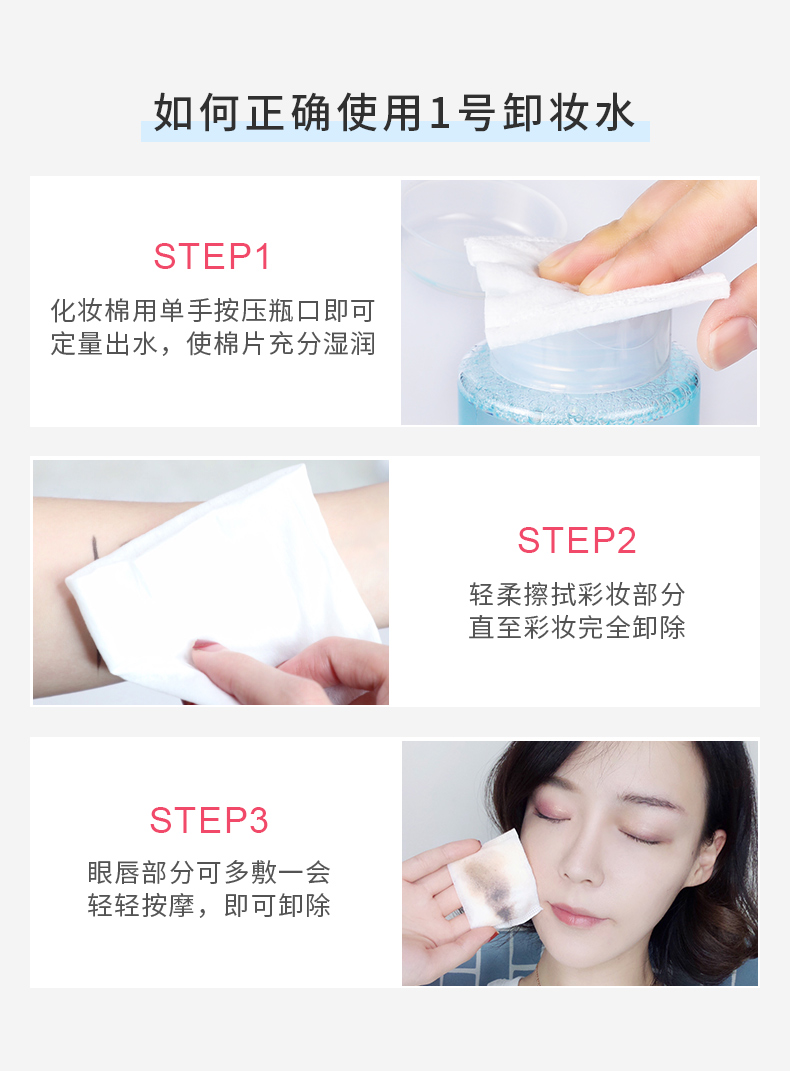 如何正确使用1号卸妆水
STEP1
化妆棉用单手按压瓶口即可
定量出水，使棉片充分湿润
STEP2
轻柔擦拭彩妆部分
直至彩妆完全卸除
STEP3
眼唇部分可多敷一会
轻轻按摩，即可卸除